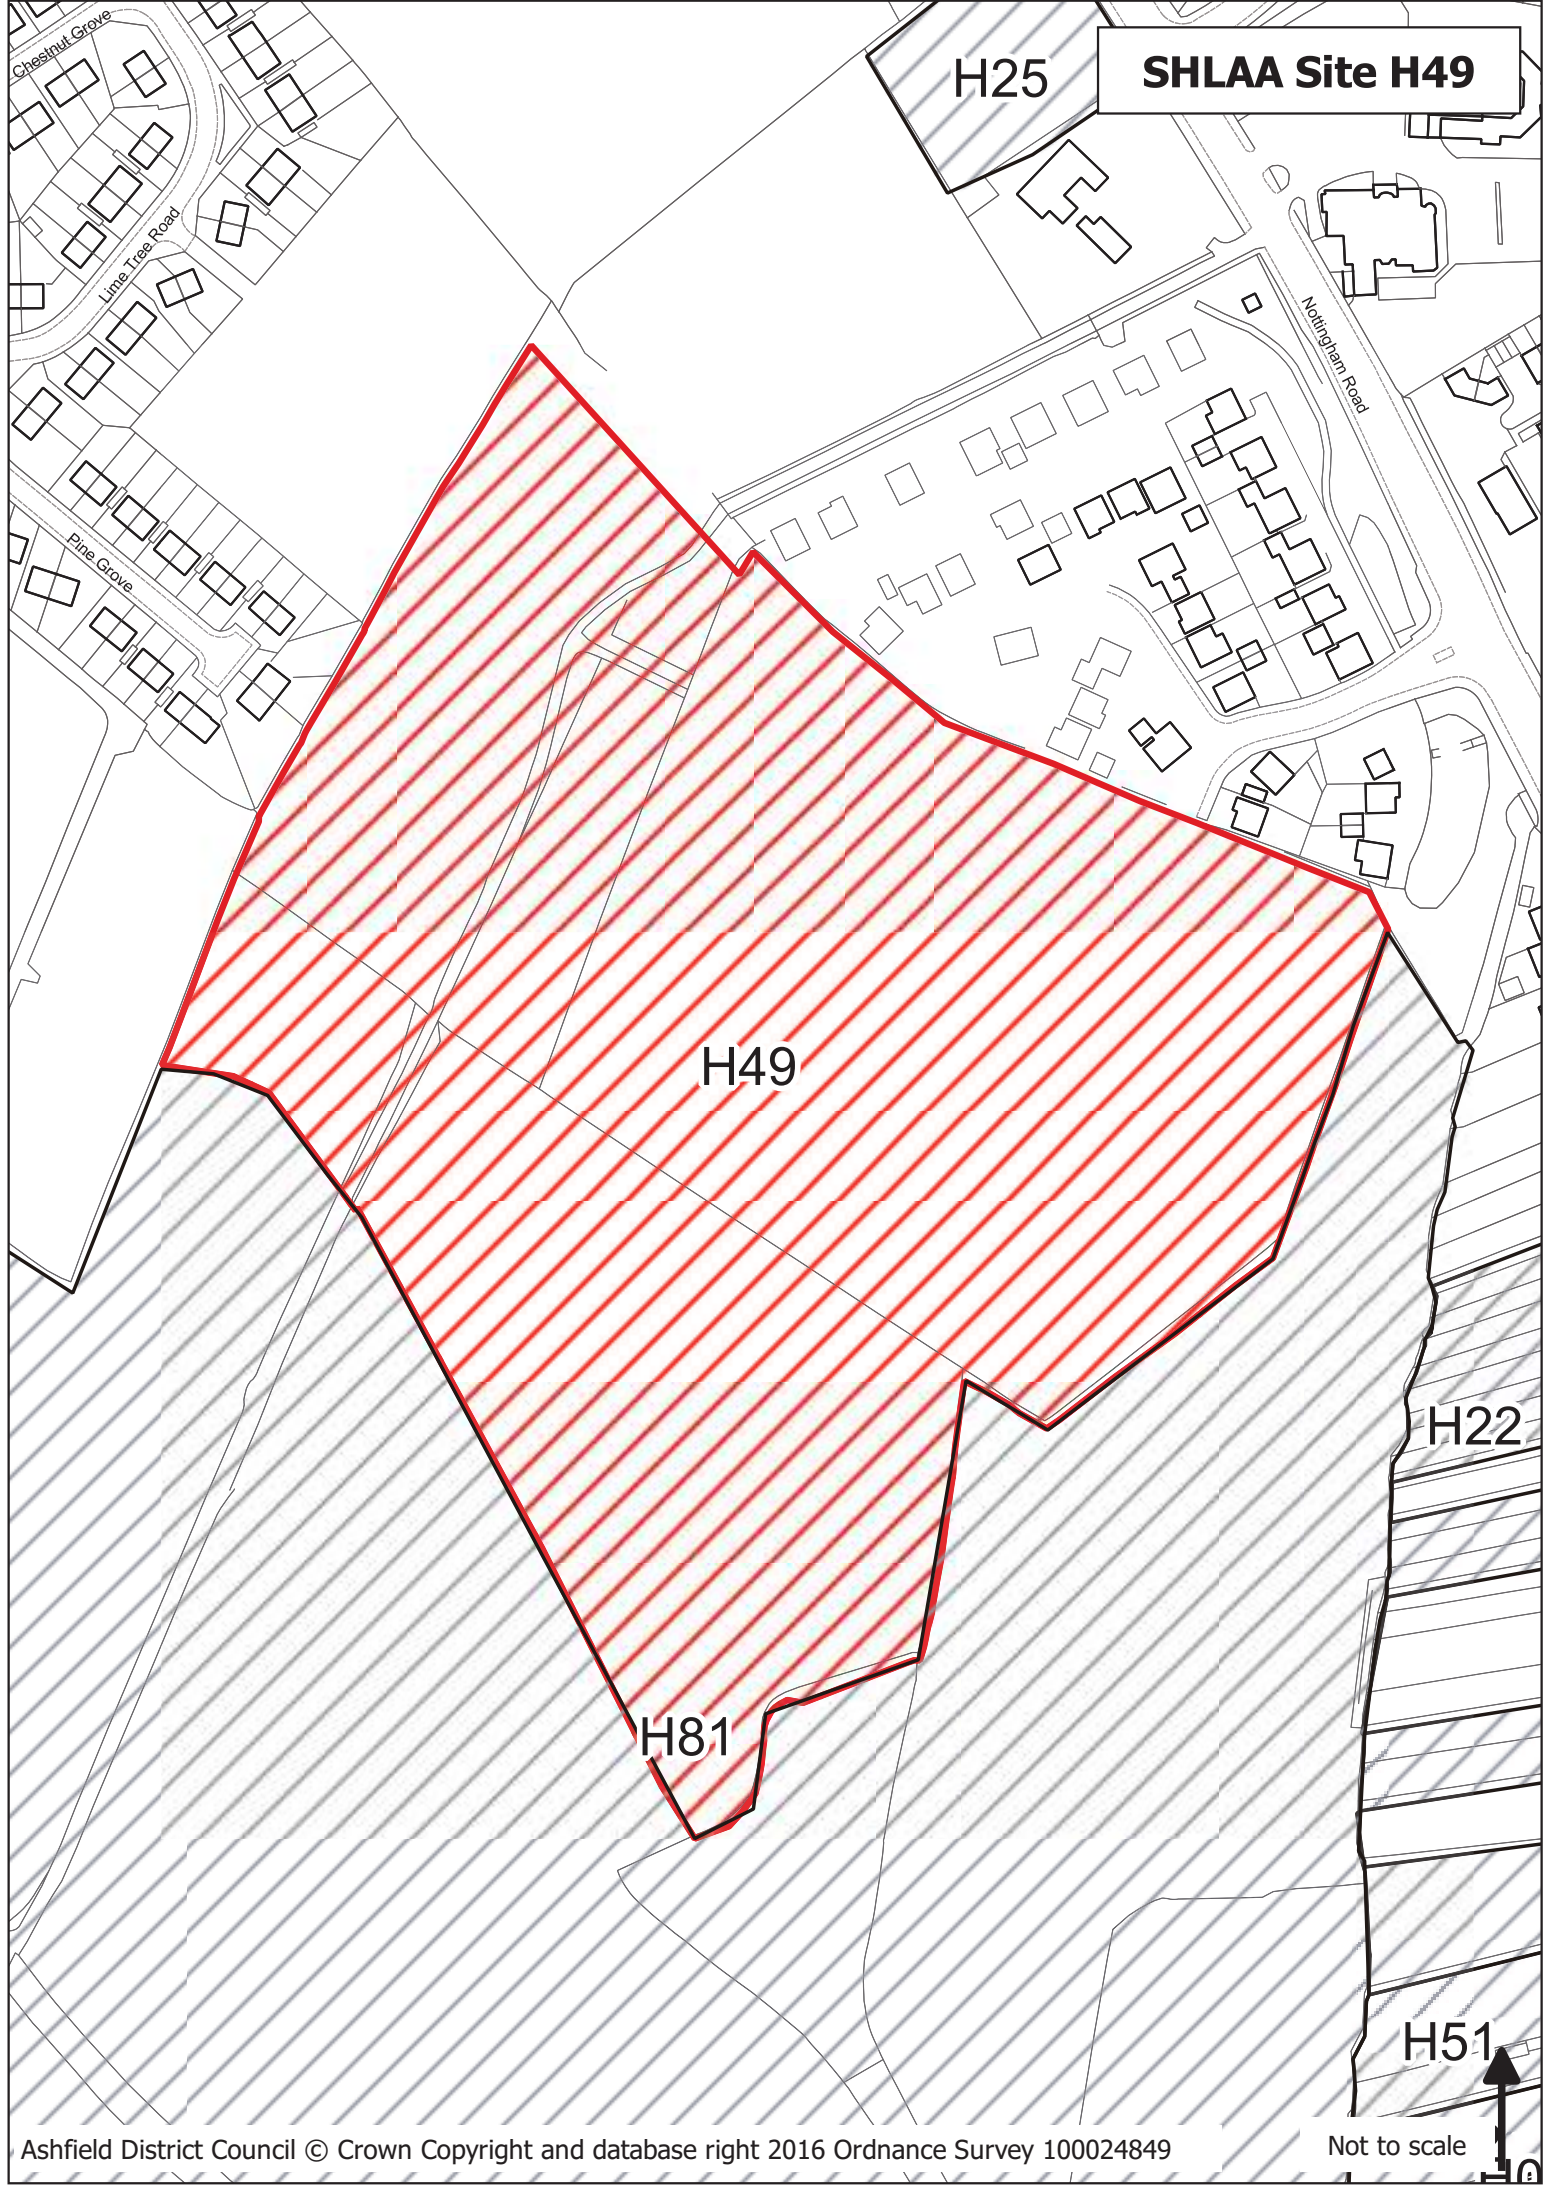 Chestnut Grove
H25
SHLAA Site H49
Lime Tree Road
Nottingham Road
Pine Grove
H49
H22
H81
H51
Ashfield District Council © Crown Copyright and database right 2016 Ordnance Survey 100024849
Not to scale